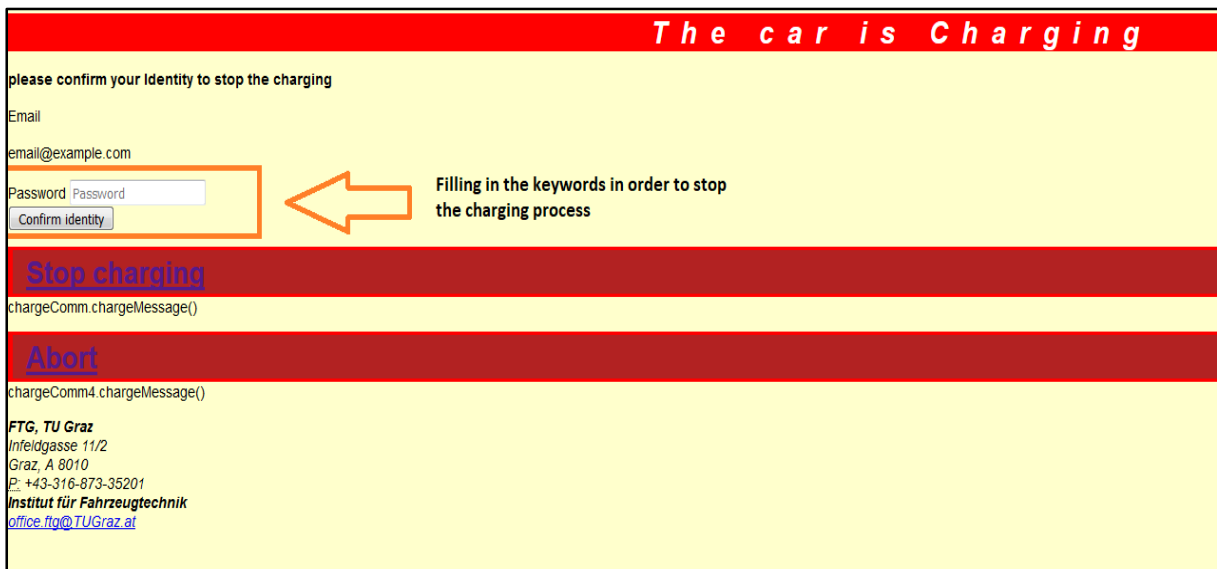 The car is Charging
please confirm your Identity to stop the charging
Email
email@example.com
Password Password
Confirm identity
Filling in the keywords in order to stop
the charging process
Stop charging
chargeComm.chargeMessage()
Abort
chargeComm4.chargeMessage()
FTG, TU Graz
Infeldgasse 11/2
Graz, A 8010
P: +43-316-873-35201
Institut für Fahrzeugtechnik
office.ftg@TUGraz.at